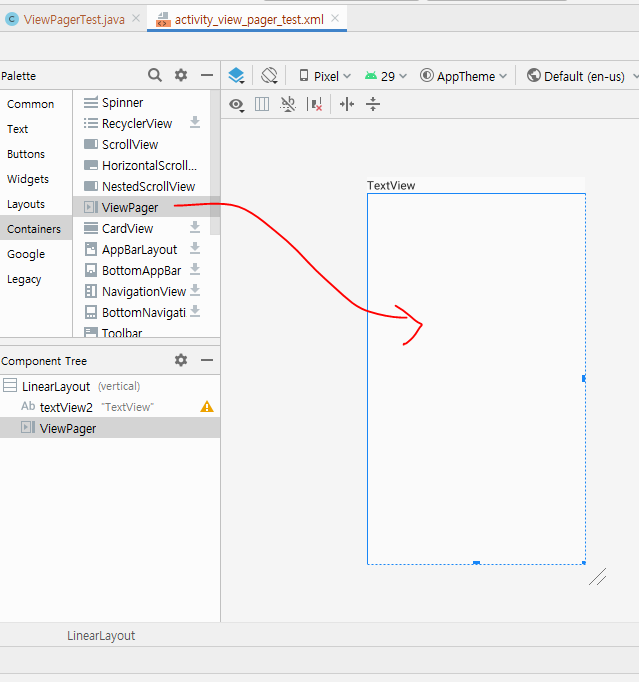 ViewPagerTest.java
activity_view_pager_test.xml
Palette
Pixel
29
AppTheme
Default (en-us)
Common
Text
Buttons
Widgets
Layouts
Containers
Google
Legacy
Spinner
RecyclerView
ScrollView
HorizontalScroll...
NestedScrollView
ViewPager
CardView
AppBarLayout
BottomAppBar
NavigationView
BottomNavigati
Toolbar
TextView
Component Tree
LinearLayout (vertical)
Ab textView2 "TextView"
ViewPager
LinearLayout